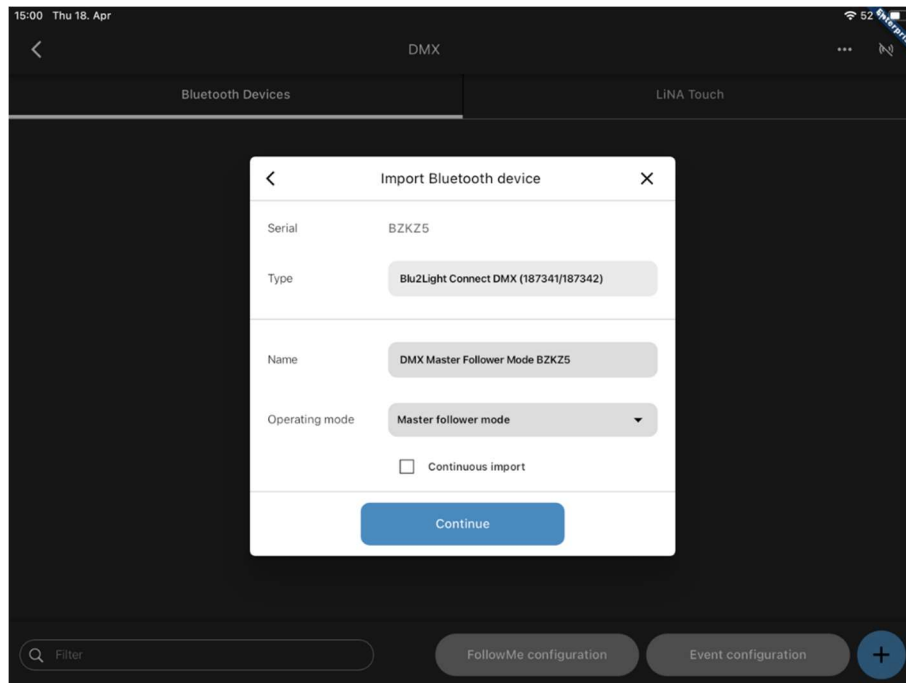 15:00 Thu 18. Apr 52
Enterpri
DMX
Bluetooth Devices LiNA Touch
Import Bluetooth device
Serial BZKZ5
Type Blu2Light Connect DMX (187341/187342)
Name DMX Master Follower Mode BZKZ5
Operating mode Master follower mode
Continuous import
Continue
Filter FollowMe configuration Event configuration